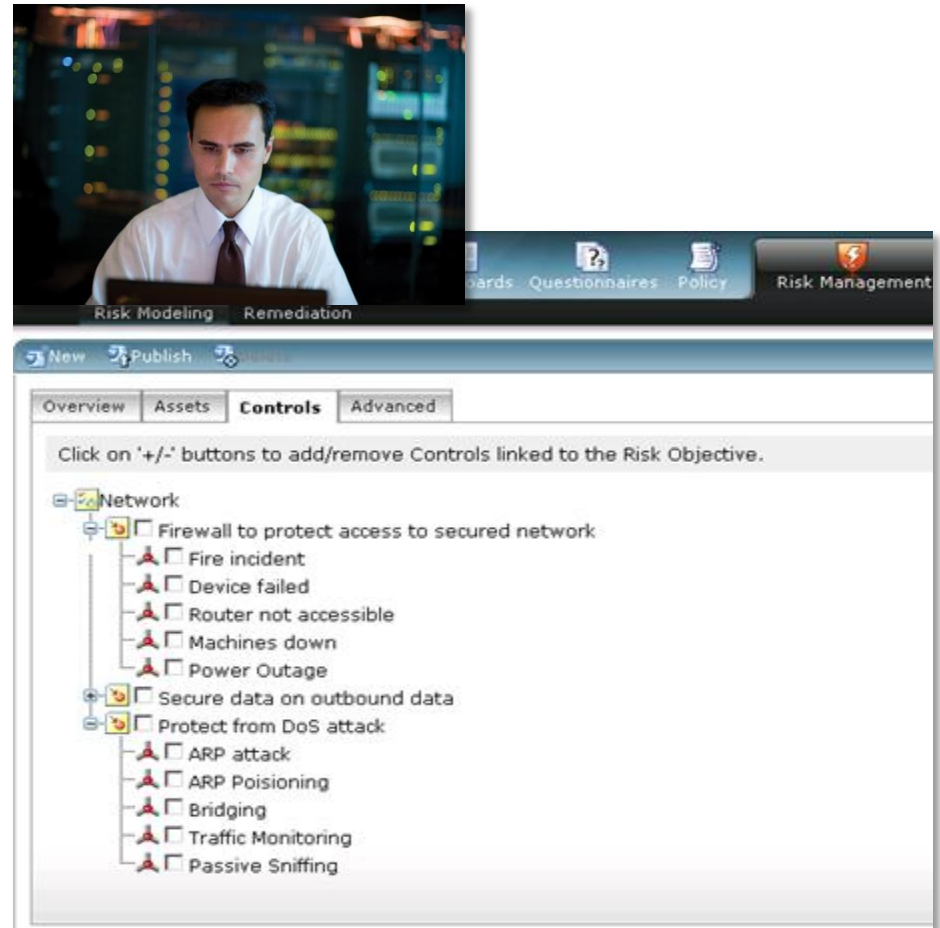 Questionnaires
Policy
Risk Management
Risk Modeling
Remediation
New
Publish
Overview
Assets
Controls
Advanced
Click on '+/-' buttons to add/remove Controls linked to the Risk Objective.
Network
Firewall to protect access to secured network
Fire incident
Device failed
Router not accessible
Machines down
Power Outage
Secure data on outbound data
Protect from DoS attack
ARP attack
ARP Poisioning
Bridging
Traffic Monitoring
Passive Sniffing